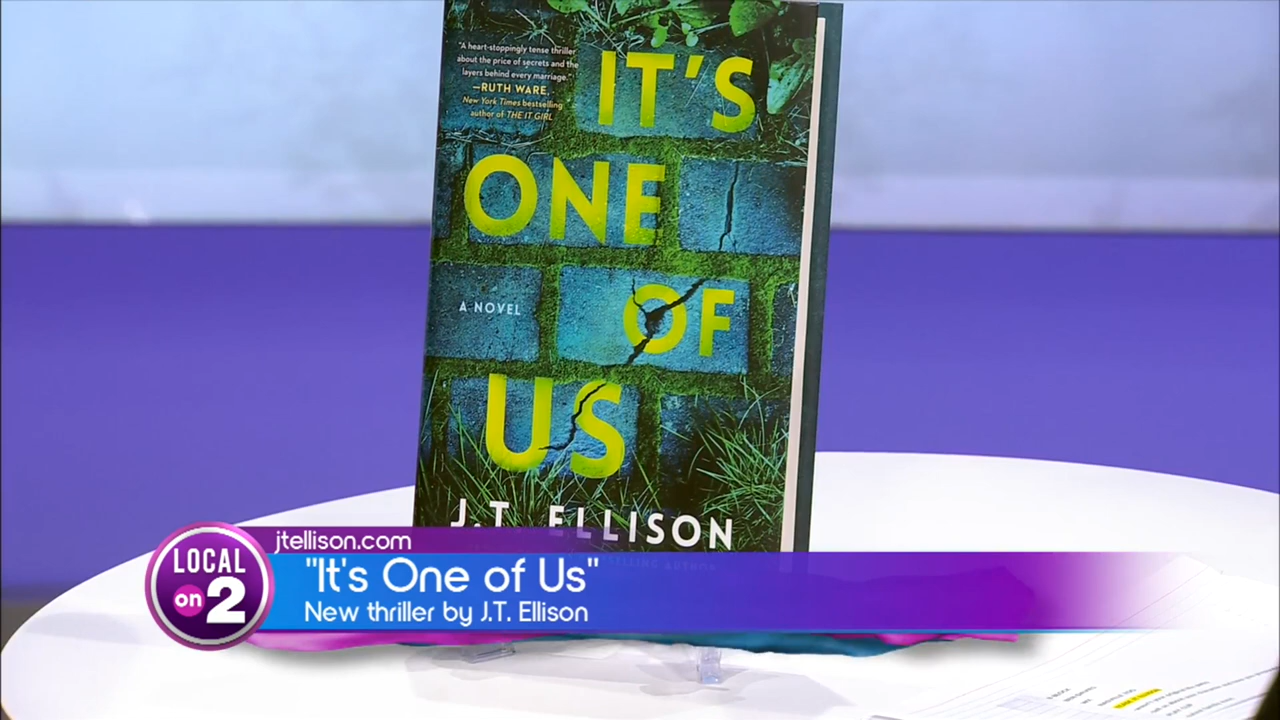 "A heart-stoppingly tense thriller
about the price of secrets and the
layers behind every marriage."
—RUTH WARE,
New York Times bestselling
author of THE IT GIRL
IT'S
ONE
A NOVEL
OF
US
J.T. ELLISON
SELLING AUTHOR
jtellison.com
LOCAL
on 2
"It's One of Us"
New thriller by J.T. Ellison